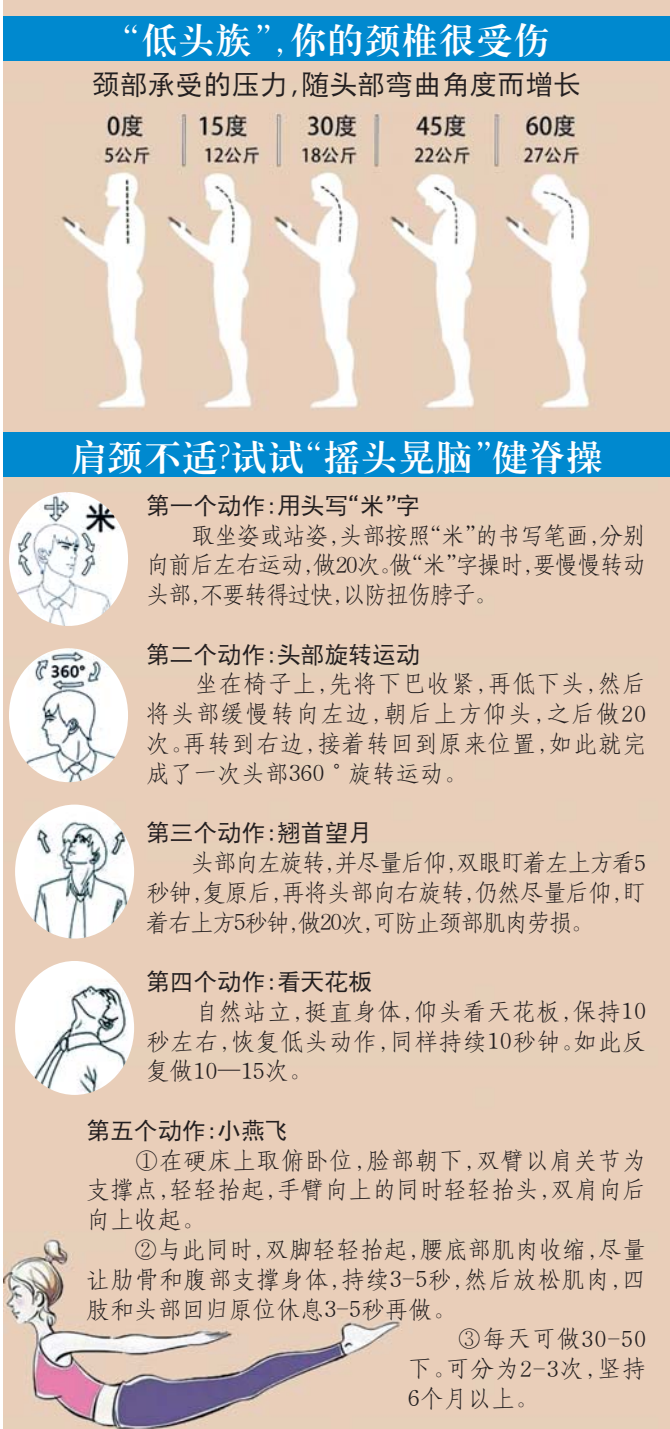 “低头族”,你的颈椎很受伤
颈部承受的压力,随头部弯曲角度而增长
0度 15度 30度 45度 60度
5公斤 12公斤 18公斤 22公斤 27公斤
肩颈不适?试试“摇头晃脑”健脊操
米
第一个动作:用头写“米”字
取坐姿或站姿,头部按照“米”的书写笔画,分别
向前后左右运动,做20次。做“米”字操时,要慢慢转动
头部,不要转得过快,以防扭伤脖子。
360°
第二个动作:头部旋转运动
坐在椅子上,先将下巴收紧,再低下头,然后
将头部缓慢转向左边,朝后上方仰头,之后做20
次。再转到右边,接着转回到原来位置,如此就完
成了一次头部360°旋转运动。
第三个动作:翘首望月
头部向左旋转,并尽量后仰,双眼盯着左上方看5
秒钟,复原后,再将头部向右旋转,仍然尽量后仰,盯
着右上方5秒钟,做20次,可防止颈部肌肉劳损。
第四个动作:看天花板
自然站立,挺直身体,仰头看天花板,保持10
秒左右,恢复低头动作,同样持续10秒钟。如此反
复做10—15次。
第五个动作:小燕飞
①在硬床上取俯卧位,脸部朝下,双臂以肩关节为
支撑点,轻轻抬起,手臂向上的同时轻轻抬头,双肩向后
向上收起。
②与此同时,双脚轻轻抬起,腰底部肌肉收缩,尽量
让肋骨和腹部支撑身体,持续3-5秒,然后放松肌肉,四
肢和头部回归原位休息3-5秒再做。
③每天可做30-50
下。可分为2-3次,坚持
6个月以上。